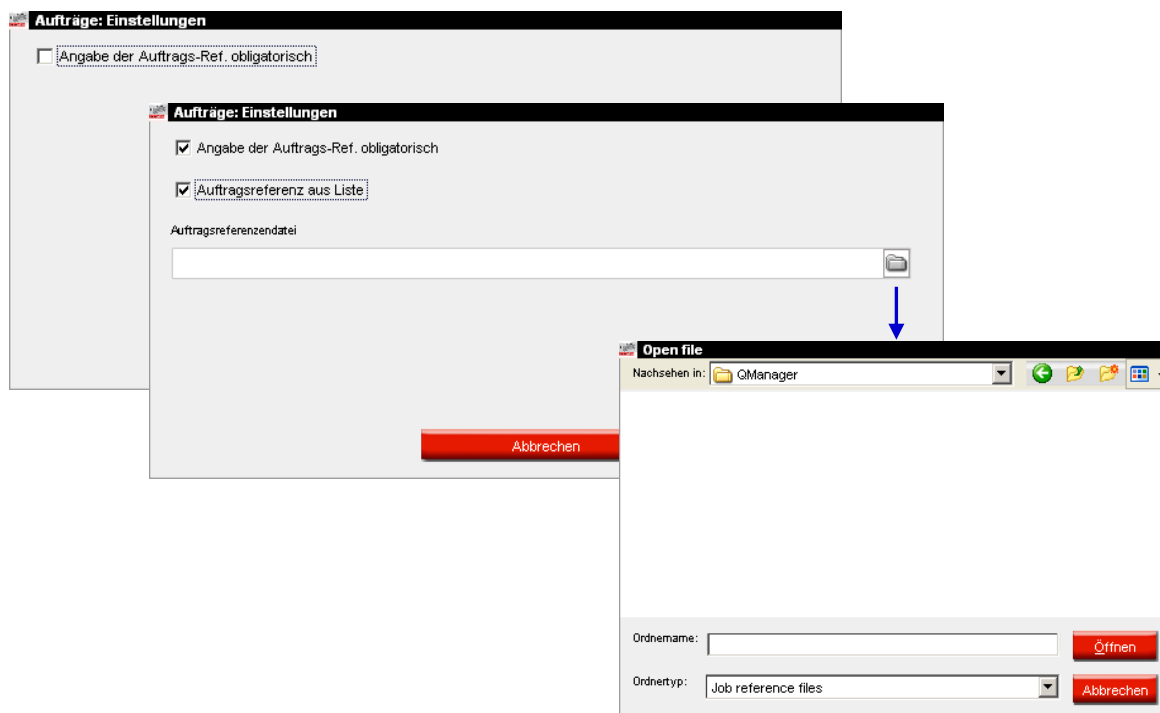 Aufträge: Einstellungen
Angabe der Auftrags-Ref. obligatorisch
Aufträge: Einstellungen
Angabe der Auftrags-Ref. obligatorisch
Auftragsreferenz aus Liste
Auftragsreferenzendatei
Abbrechen
Open file
Nachsehen in: QManager
Ordnername:
Öffnen
Ordnertyp: Job reference files
Abbrechen